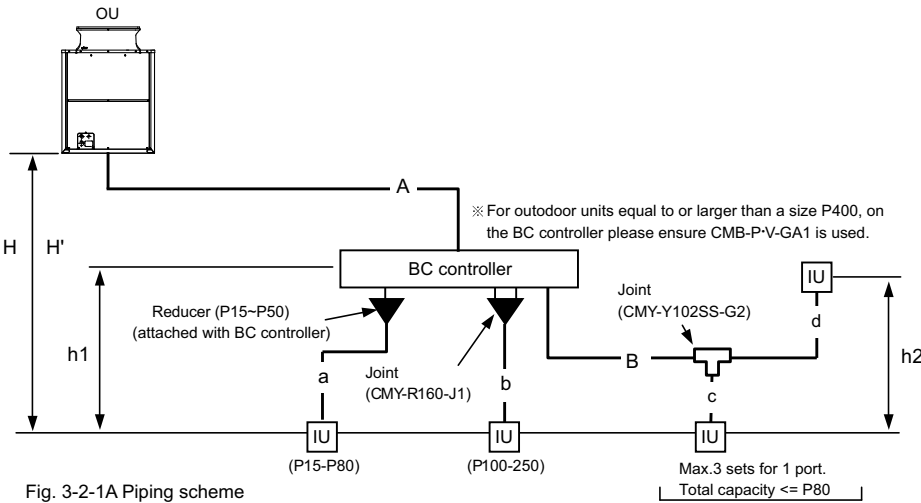 OU
A
H
H'
※ For outodoor units equal to or larger than a size P400, on
the BC controller please ensure CMB-P·V-GA1 is used.
BC controller
IU
h1
Reducer (P15~P50)
(attached with BC controller)
Joint
(CMY-Y102SS-G2)
d
h2
a
Joint
(CMY-R160-J1)
b
B
c
IU
IU
IU
(P15-P80)
(P100-250)
Max.3 sets for 1 port.
Total capacity <= P80
Fig. 3-2-1A Piping scheme